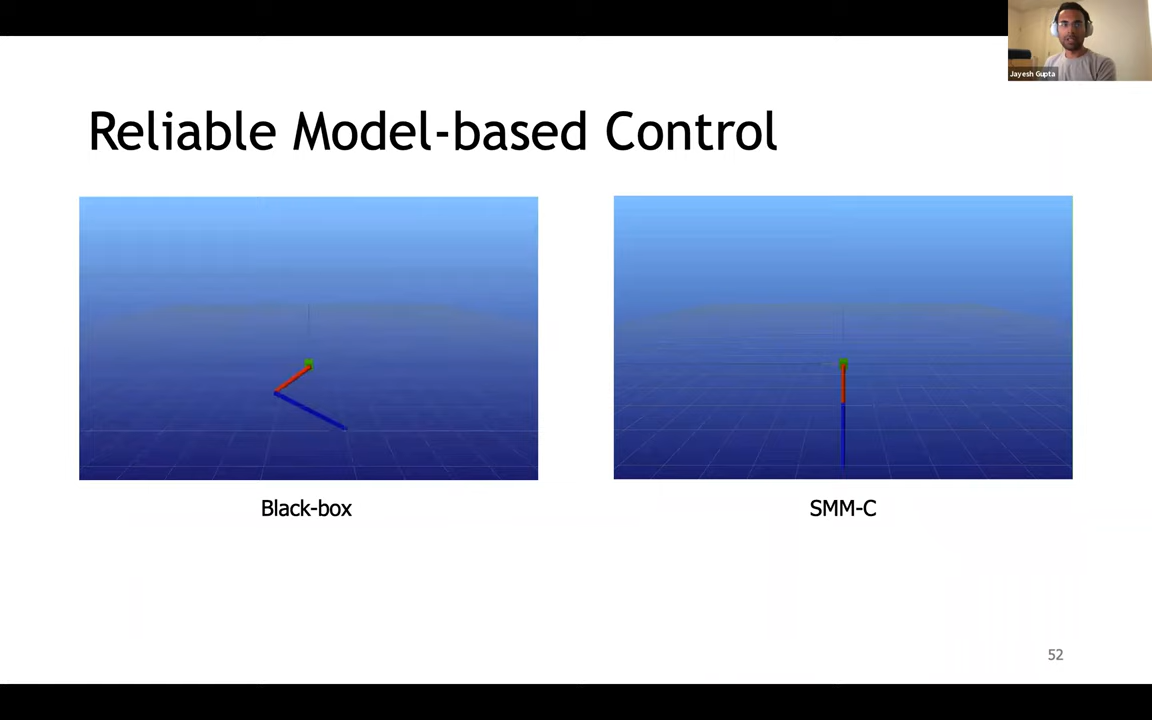 Jayesh Gupta
Reliable Model-based Control
Black-box
SMM-C
52